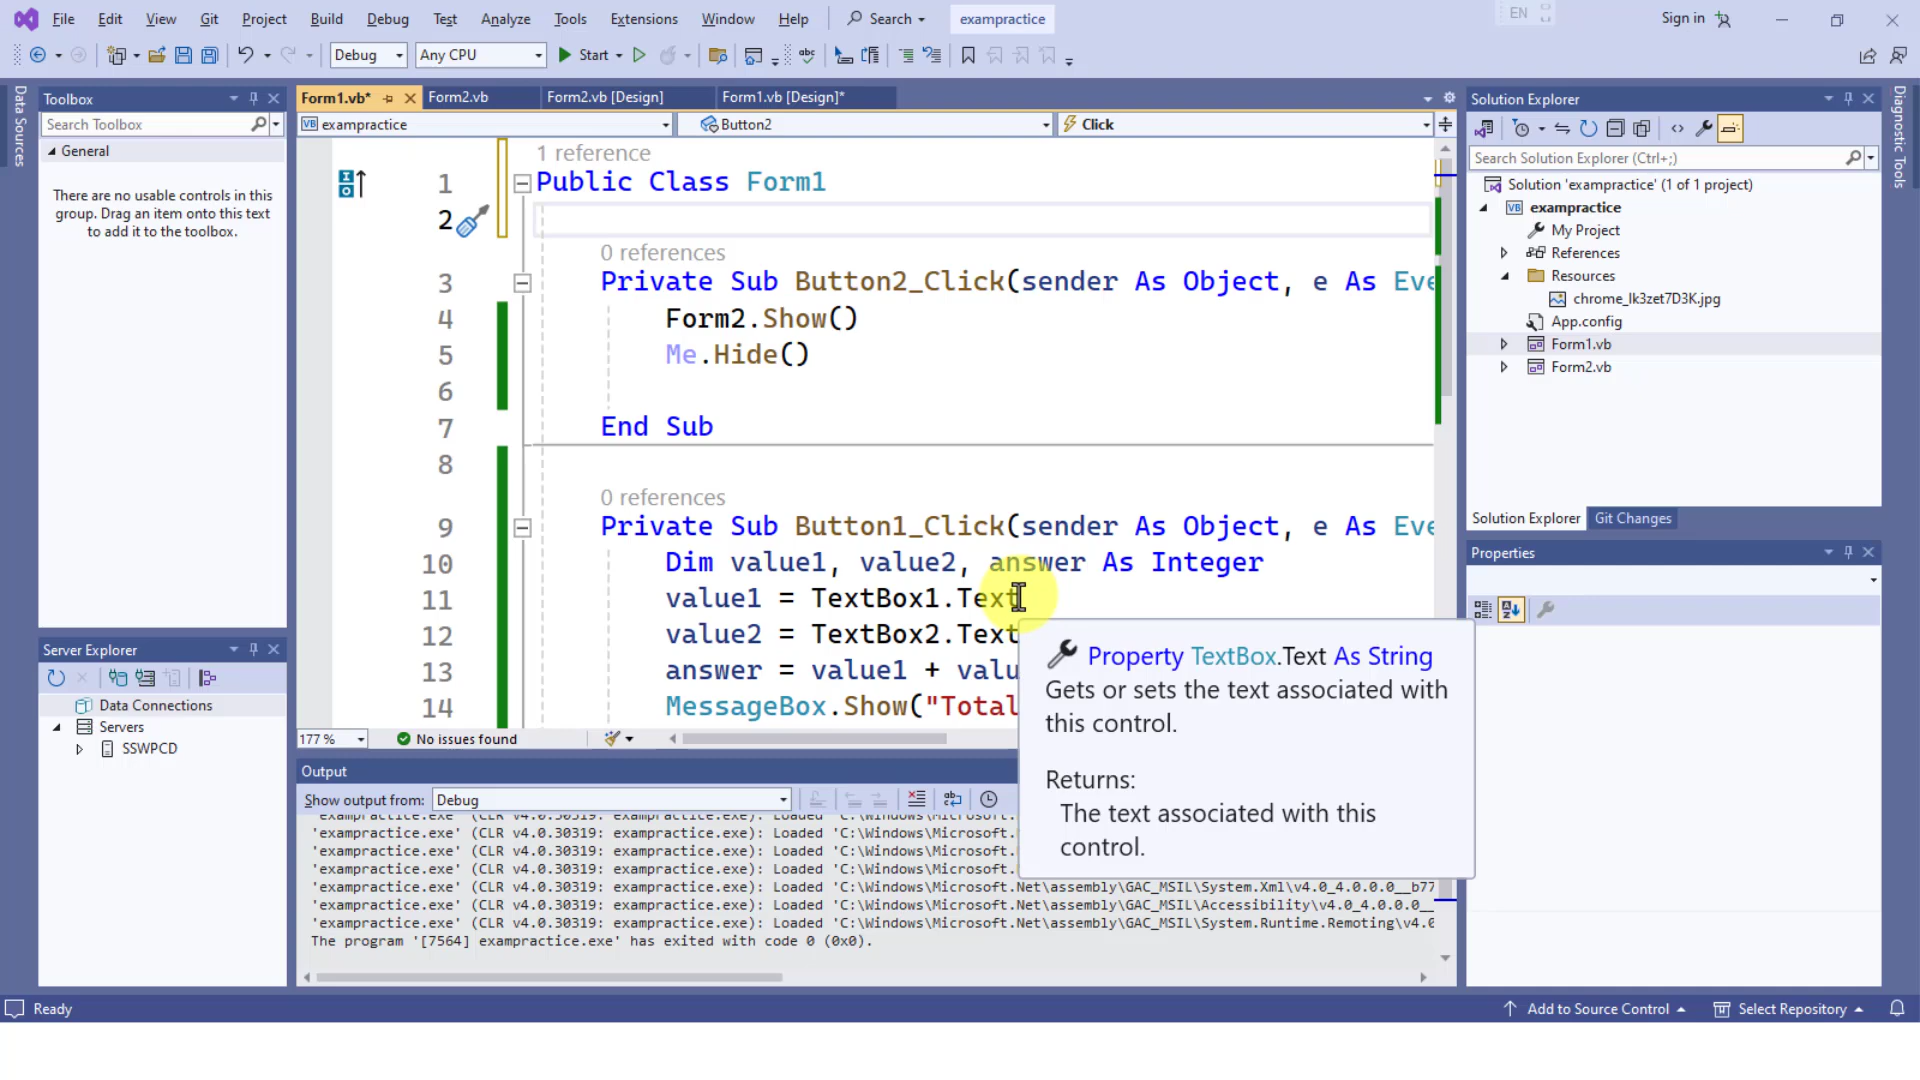 File Edit View Git Project Build Debug Test Analyze Tools Extensions Window Help Search exampractice EN Sign in
Debug Any CPU Start
Data Sources
Toolbox
Search Toolbox
General
There are no usable controls in this
group. Drag an item onto this text
to add it to the toolbox.
Server Explorer
Data Connections
Servers
SSWPCD
Form1.vb* Form2.vb Form2.vb [Design] Form1.vb [Design]*
exampractice Button2 Click
1 reference
1 Public Class Form1
2
0 references
3 Private Sub Button2_Click(sender As Object, e As Eve
4 Form2.Show()
5 Me.Hide()
6
7 End Sub
8
0 references
9 Private Sub Button1_Click(sender As Object, e As Eve
10 Dim value1, value2, answer As Integer
11 value1 = TextBox1.Text
12 value2 = TextBox2.Text
13 answer = value1 + valu
14 MessageBox.Show("Total
Property TextBox.Text As String
Gets or sets the text associated with
this control.
Returns:
The text associated with this
control.
177 % No issues found
Output
Show output from: Debug
'exampractice.exe' (CLR v4.0.30319: exampractice.exe): Loaded 'C:\Windows\Microsoft.
'exampractice.exe' (CLR v4.0.30319: exampractice.exe): Loaded 'C:\Windows\Microsoft.
'exampractice.exe' (CLR v4.0.30319: exampractice.exe): Loaded 'C:\Windows\Microsoft.
'exampractice.exe' (CLR v4.0.30319: exampractice.exe): Loaded 'C:\Windows\Microsoft.
'exampractice.exe' (CLR v4.0.30319: exampractice.exe): Loaded 'C:\Windows\Microsoft.Net\assembly\GAC_MSIL\System.Xml\v4.0_4.0.0.0__b77
'exampractice.exe' (CLR v4.0.30319: exampractice.exe): Loaded 'C:\Windows\Microsoft.Net\assembly\GAC_MSIL\Accessibility\v4.0_4.0.0.0__
'exampractice.exe' (CLR v4.0.30319: exampractice.exe): Loaded 'C:\Windows\Microsoft.Net\assembly\GAC_MSIL\System.Runtime.Remoting\v4.0
The program '[7564] exampractice.exe' has exited with code 0 (0x0).
Solution Explorer
Search Solution Explorer (Ctrl+;)
Solution 'exampractice' (1 of 1 project)
VB exampractice
My Project
References
Resources
chrome_lk3zet7D3K.jpg
App.config
Form1.vb
Form2.vb
Solution Explorer Git Changes
Properties
Diagnostic Tools
Ready Add to Source Control Select Repository